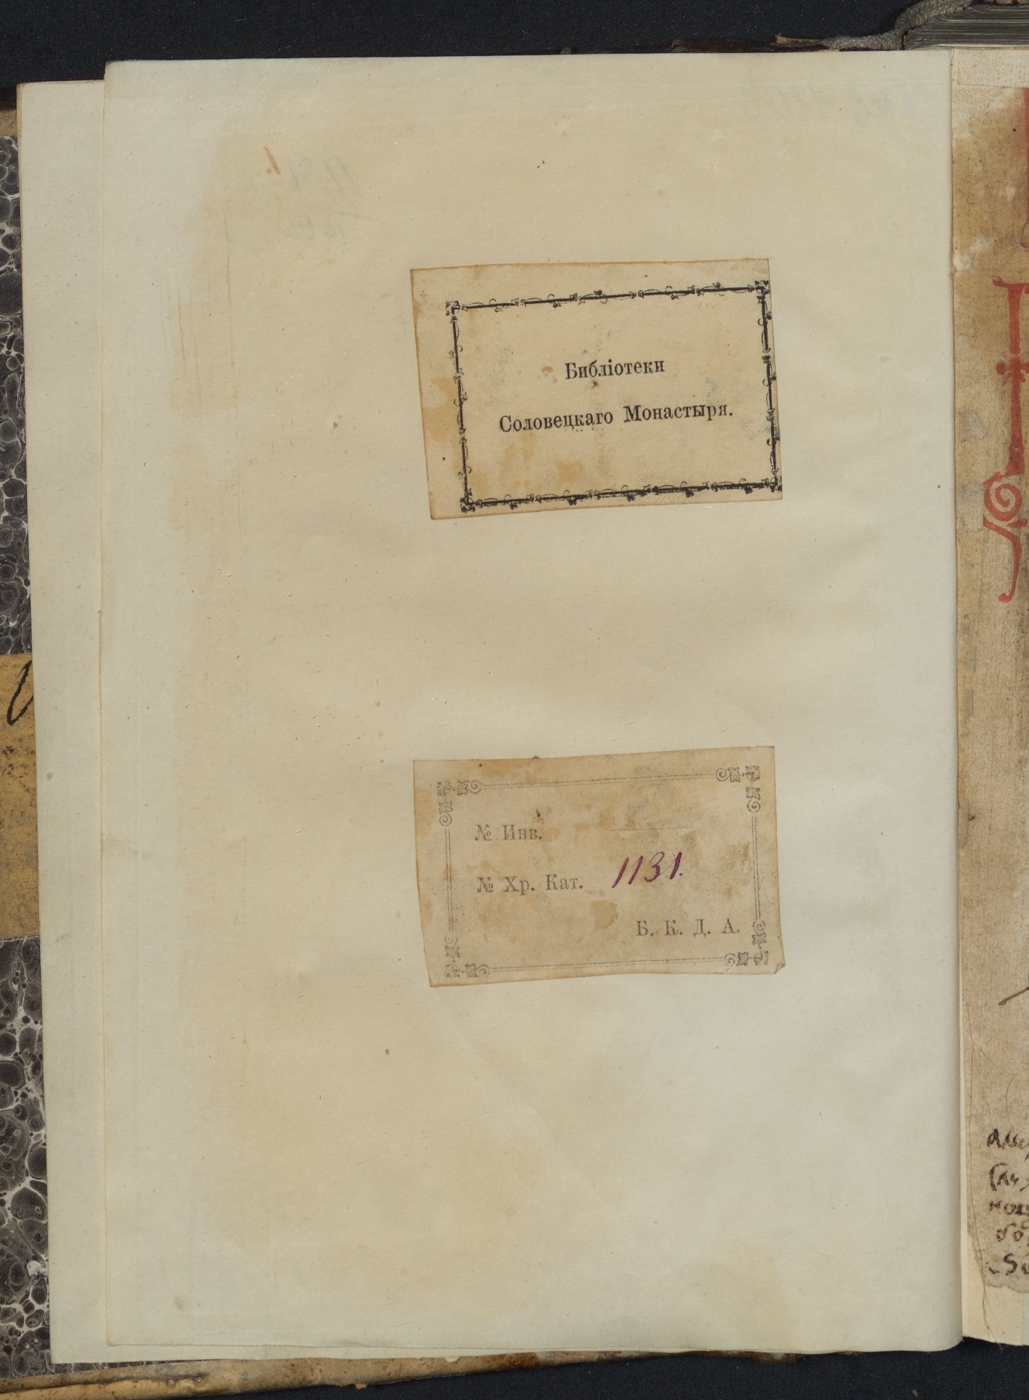 Библіотеки
Соловецкаго Монастыря.
№ Инв.
№ Хр. Кат. 1131.
Б. К. Д. А.